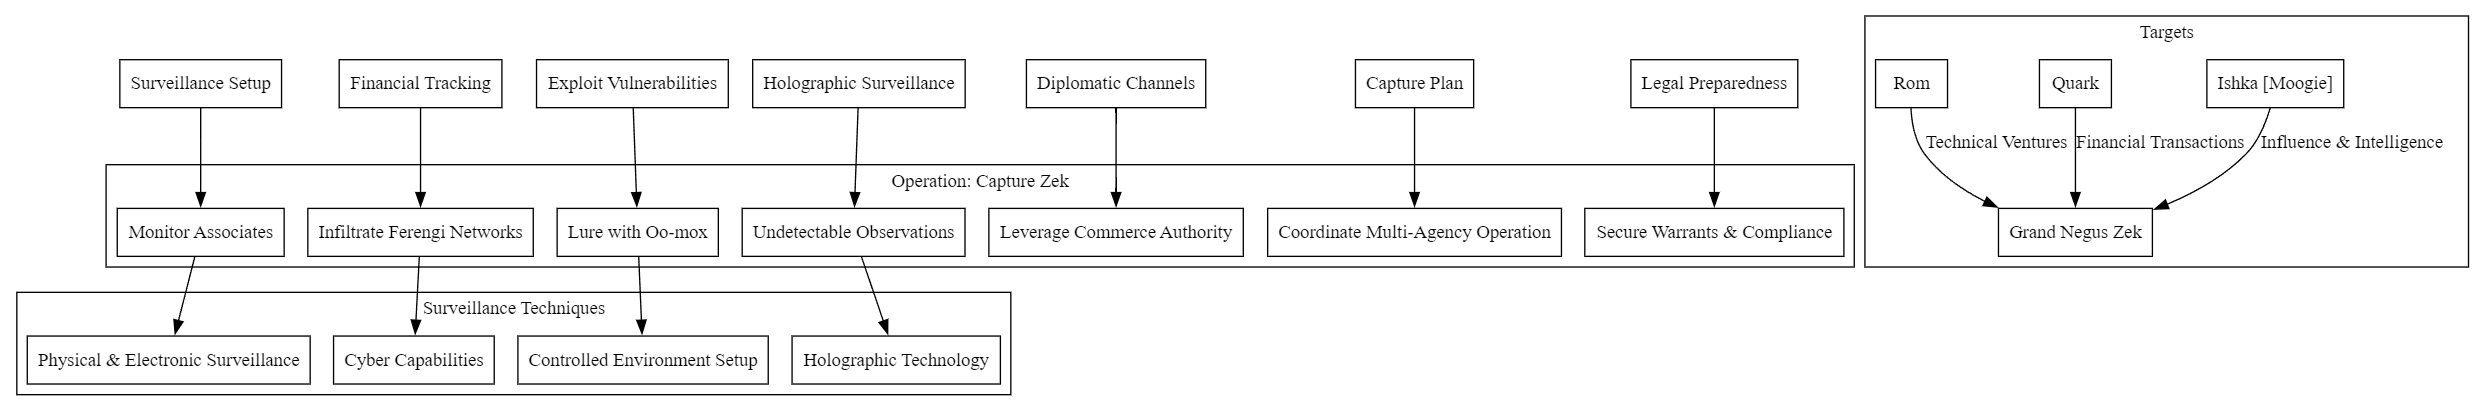 Targets
Surveillance Setup
Financial Tracking
Exploit Vulnerabilities
Holographic Surveillance
Diplomatic Channels
Capture Plan
Legal Preparedness
Rom
Quark
Ishka [Moogie]
Technical Ventures
Financial Transactions
Influence & Intelligence
Operation: Capture Zek
Monitor Associates
Infiltrate Ferengi Networks
Lure with Oo-mox
Undetectable Observations
Leverage Commerce Authority
Coordinate Multi-Agency Operation
Secure Warrants & Compliance
Grand Negus Zek
Surveillance Techniques
Physical & Electronic Surveillance
Cyber Capabilities
Controlled Environment Setup
Holographic Technology